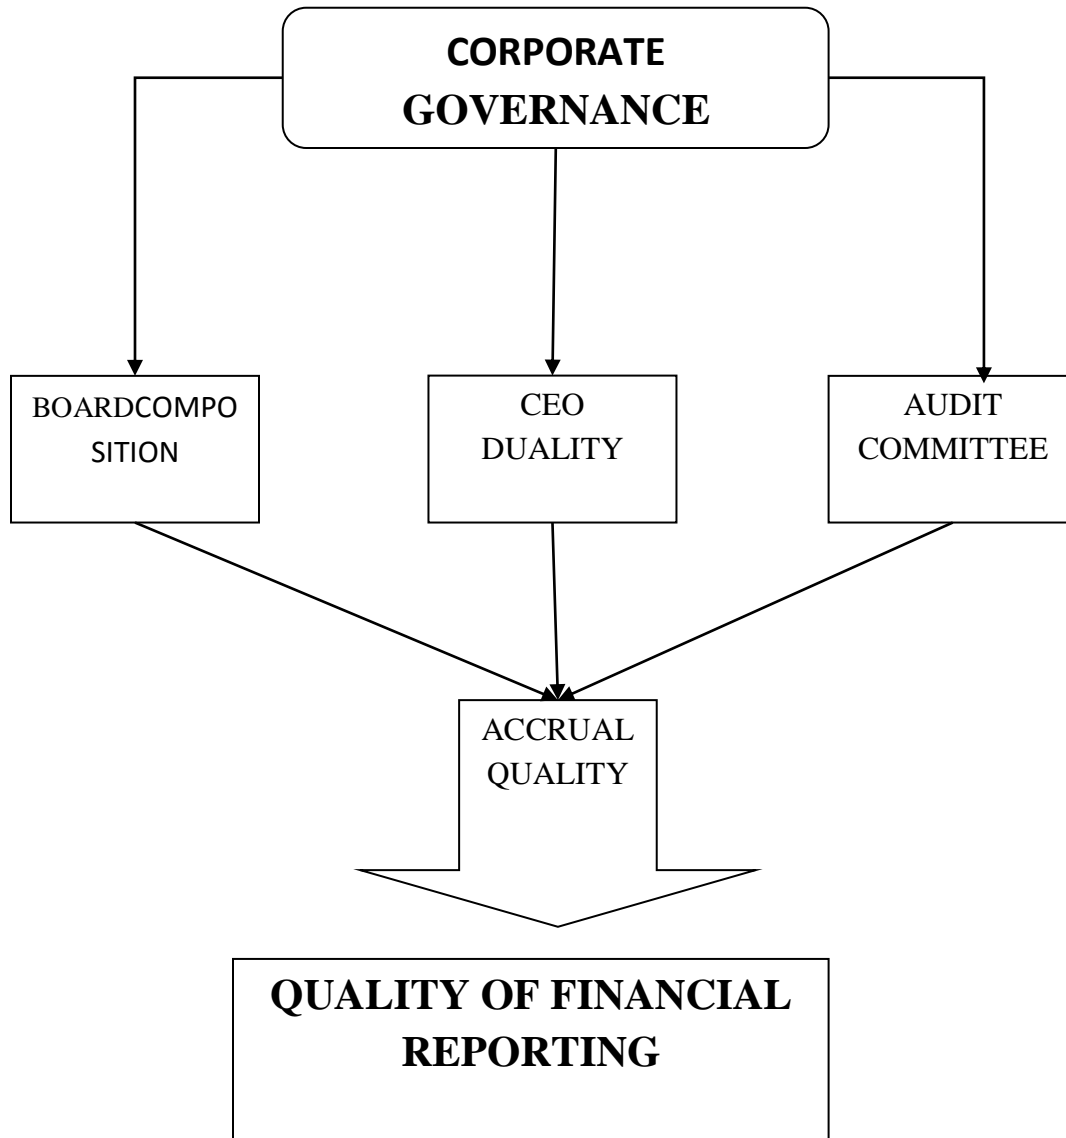 CORPORATE
GOVERNANCE
BOARDCOMPO
SITION
CEO
DUALITY
AUDIT
COMMITTEE
ACCRUAL
QUALITY
QUALITY OF FINANCIAL
REPORTING